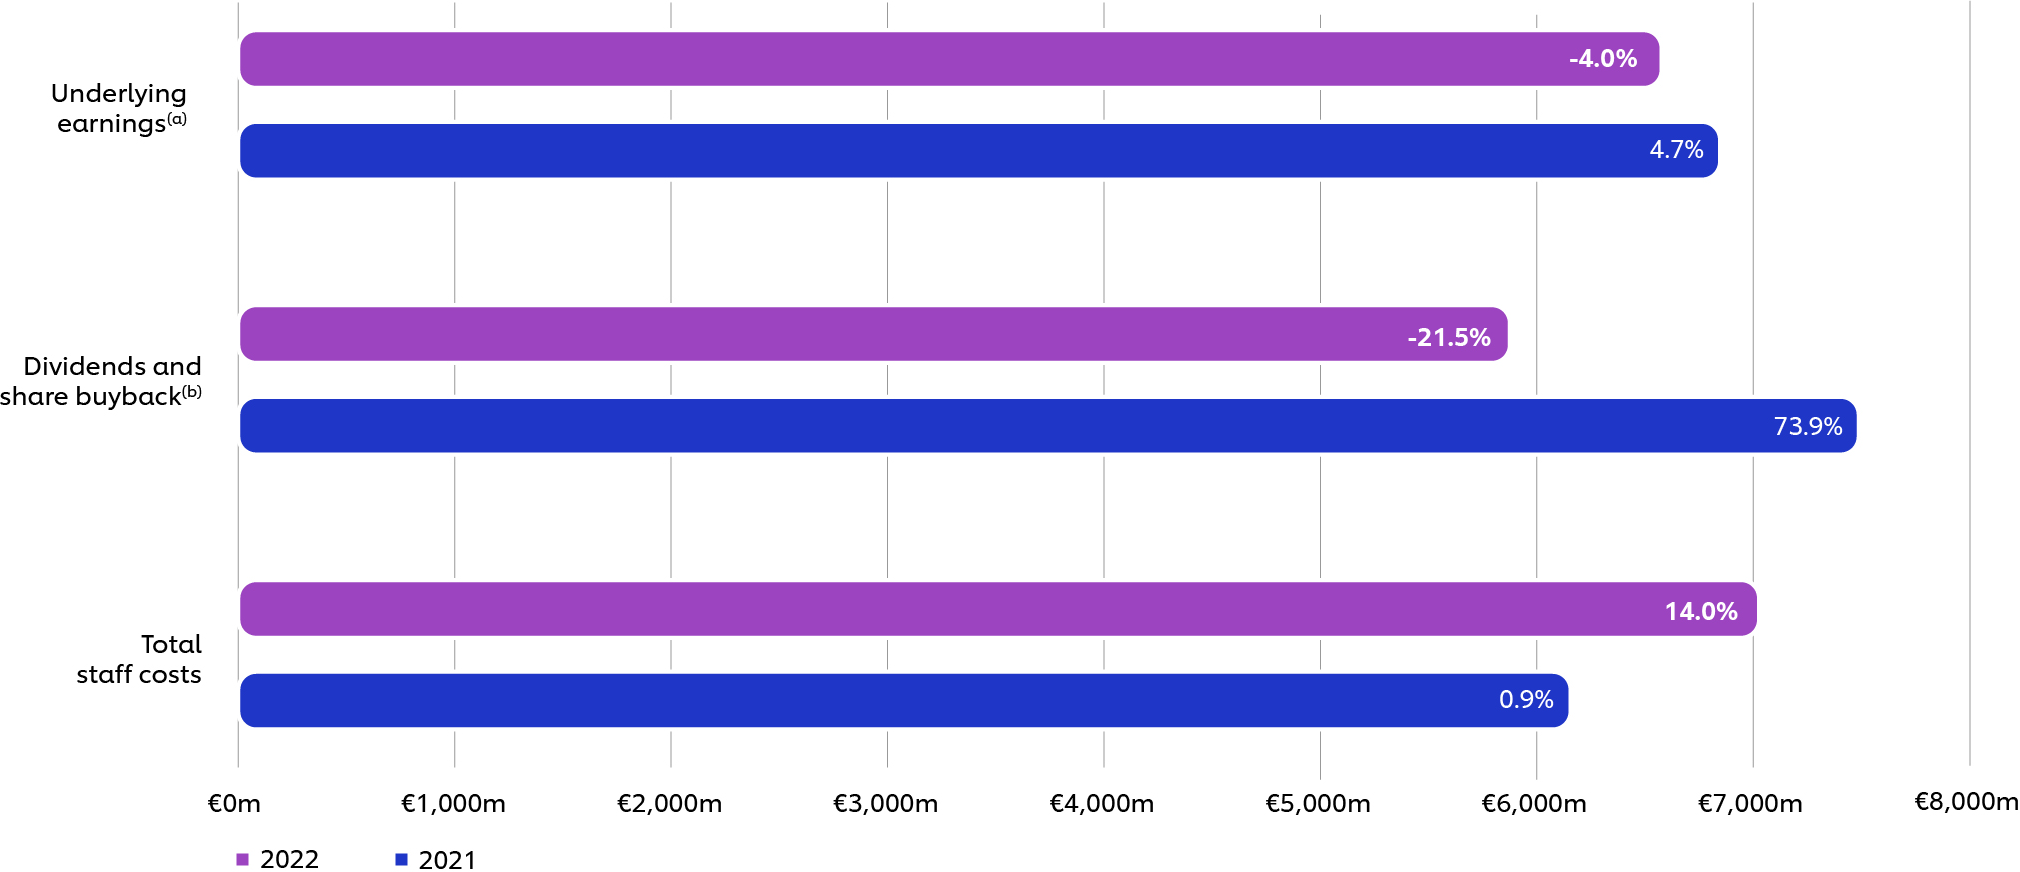 -4.0%
Underlying
earnings(a)
4.7%
-21.5%
Dividends and
share buyback(b)
73.9%
14.0%
Total
staff costs
0.9%
€0m €1,000m €2,000m €3,000m €4,000m €5,000m €6,000m €7,000m €8,000m
2022 2021